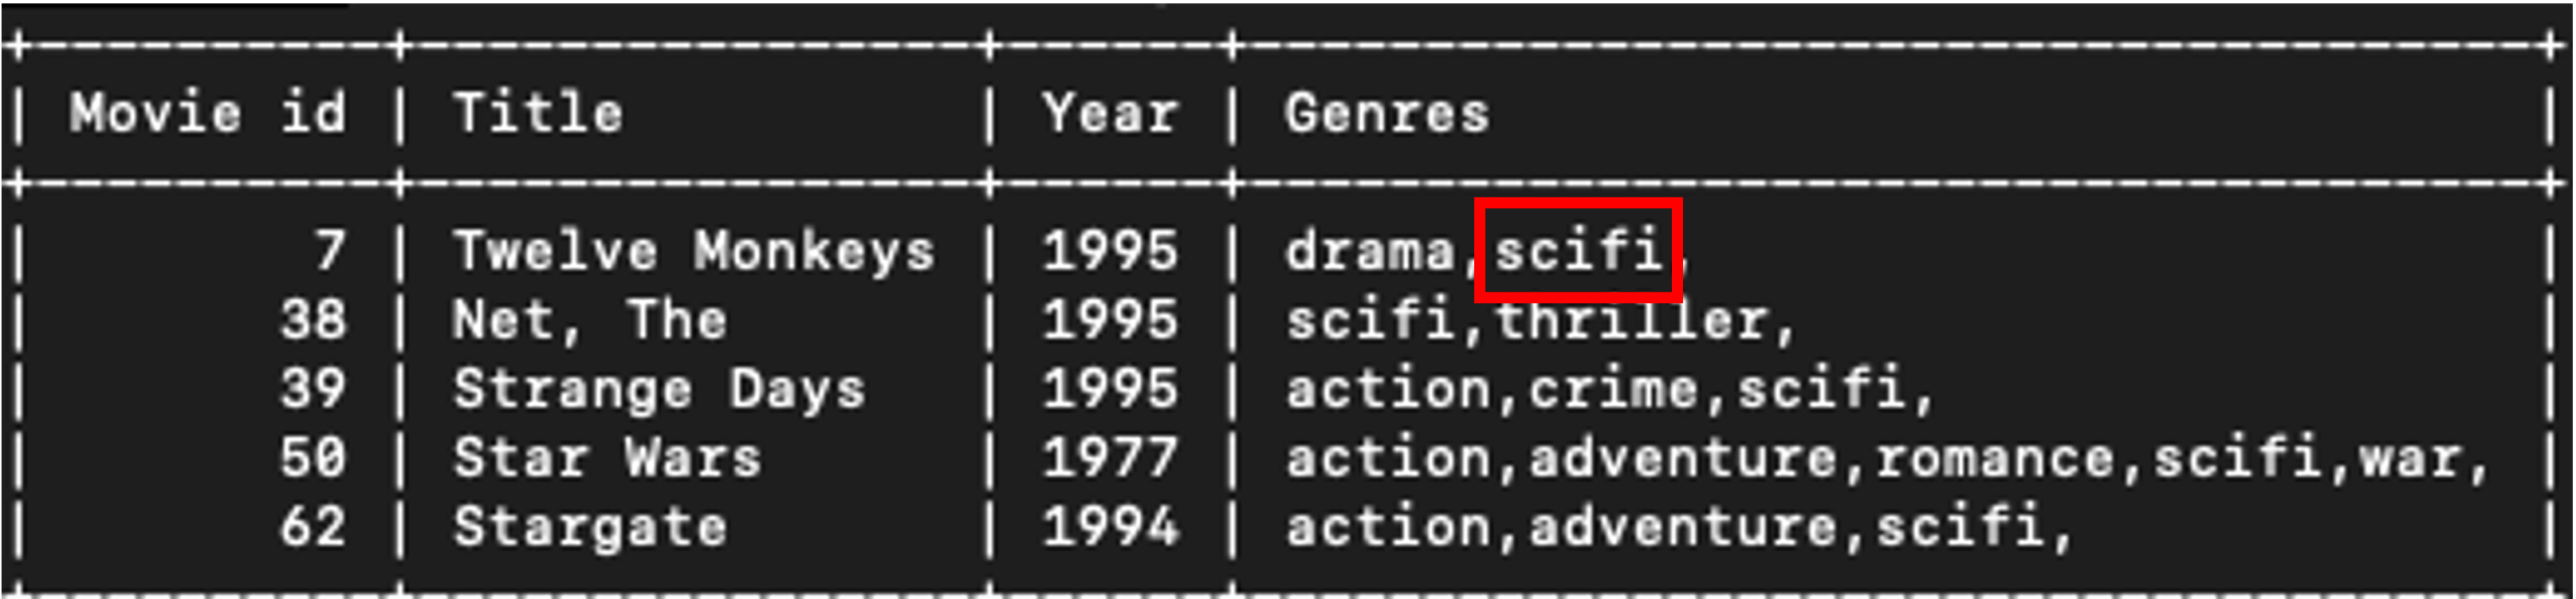 Movie id | Title | Year | Genres
7 | Twelve Monkeys | 1995 | drama,scifi,
38 | Net, The | 1995 | scifi,thriller,
39 | Strange Days | 1995 | action,crime,scifi,
50 | Star Wars | 1977 | action,adventure,romance,scifi,war,
62 | Stargate | 1994 | action,adventure,scifi,